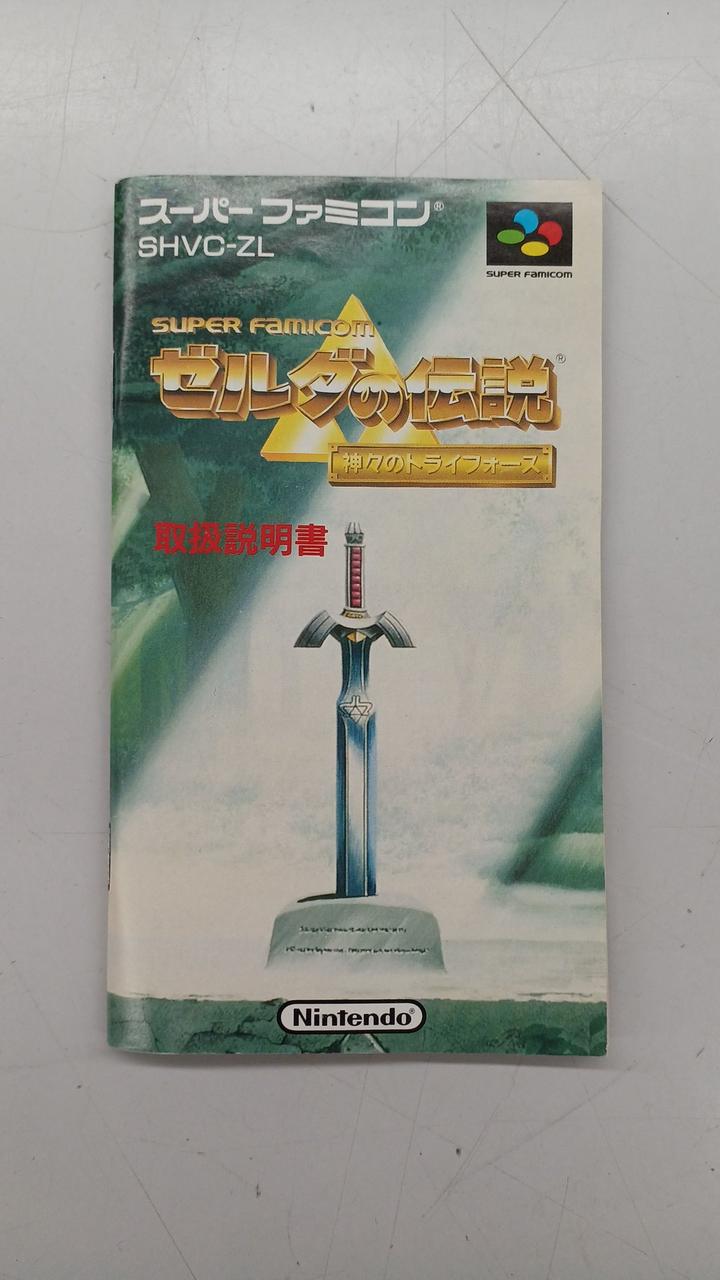 スーパーファミコン®
SHVC-ZL
SUPER FAMICOM
SUPER FAMICOM
ゼルダの伝説®
神々のトライフォース
取扱説明書
Nintendo®